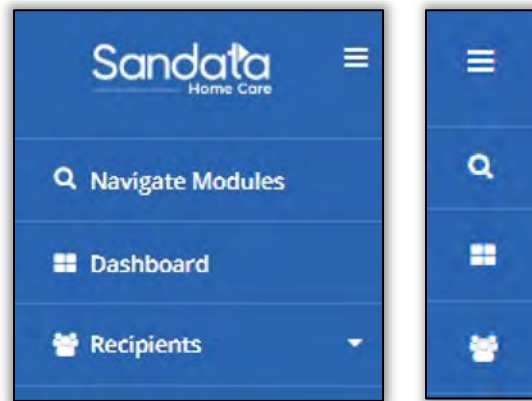 Sandata
Home Care
Navigate Modules
Dashboard
Recipients